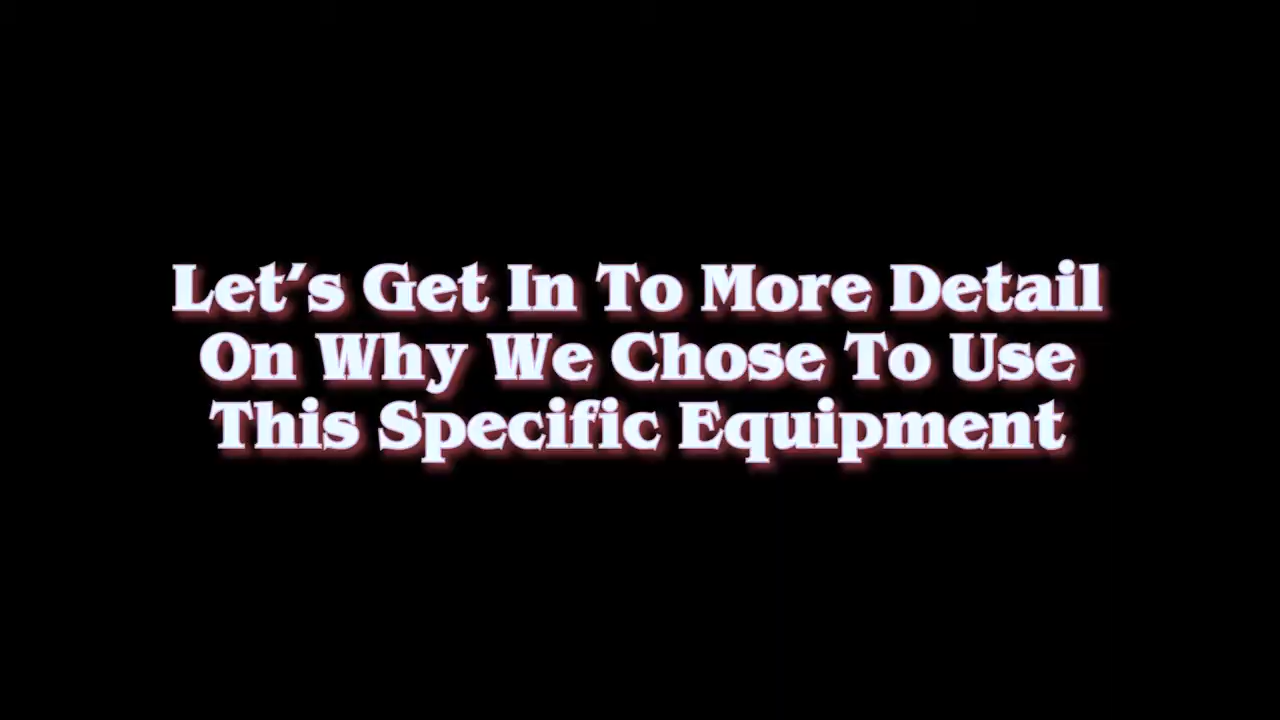 Let’s Get In To More Detail
On Why We Chose To Use
This Specific Equipment